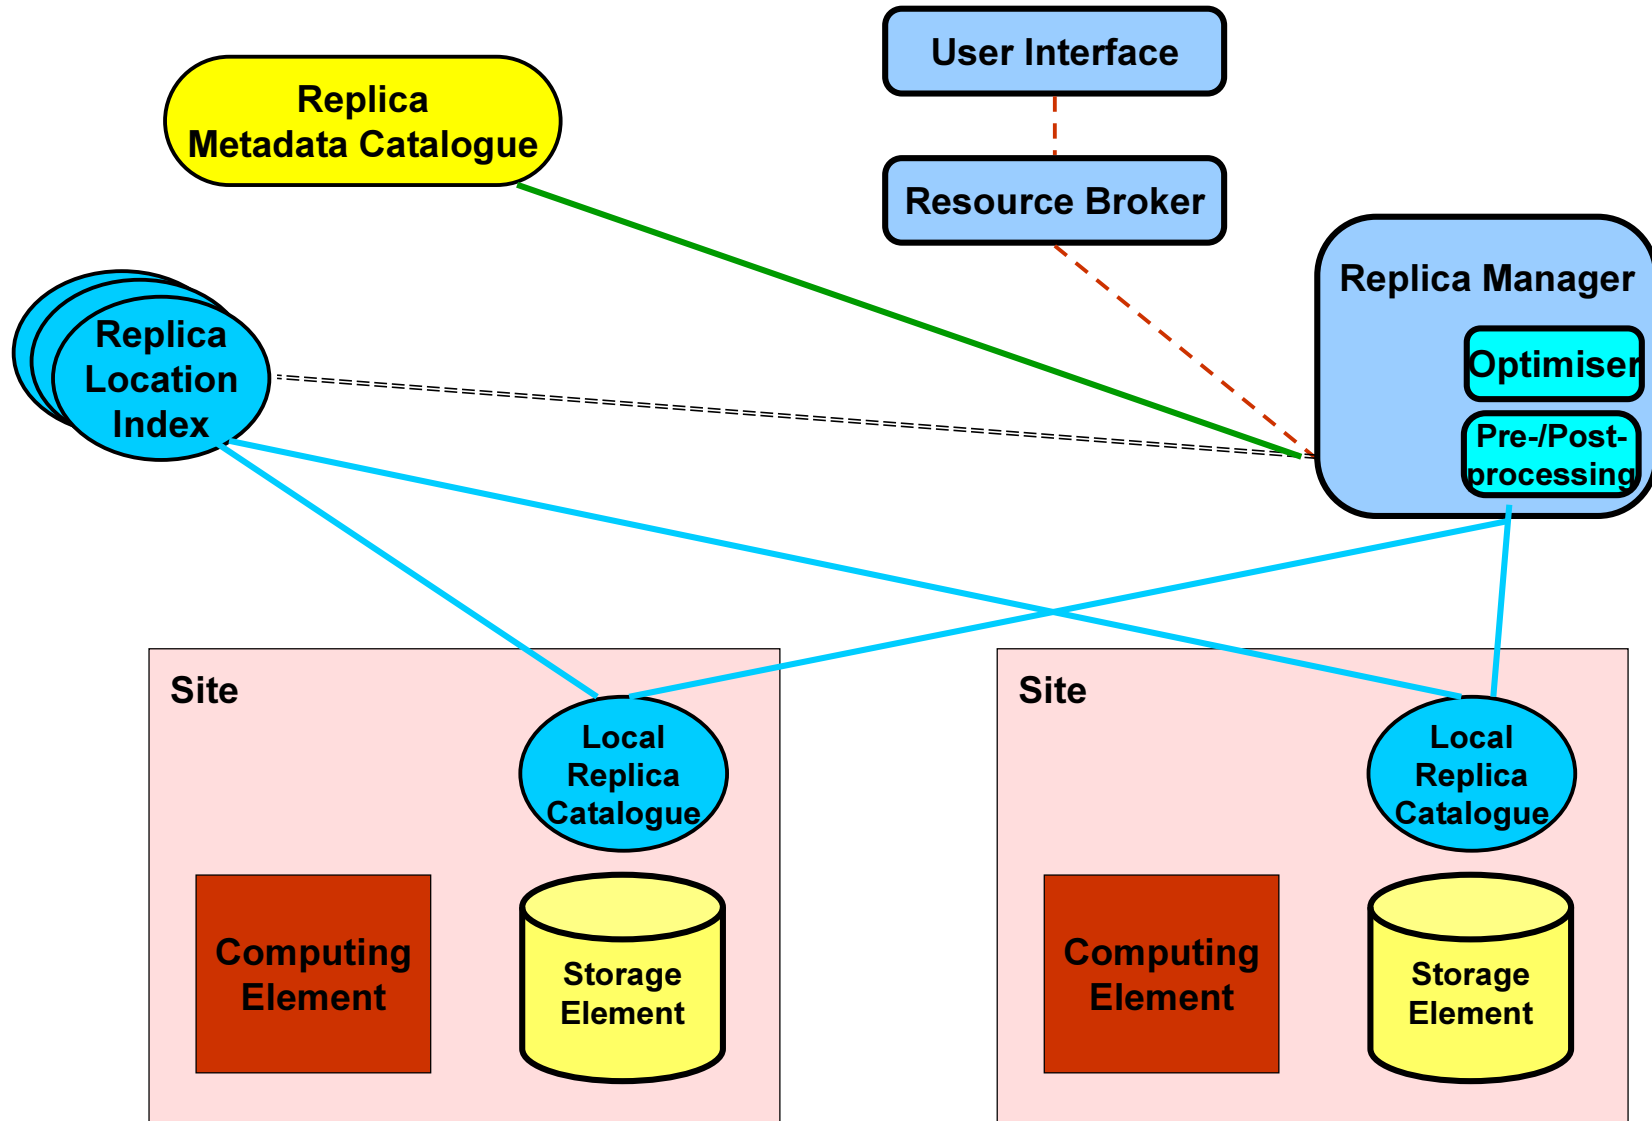 User Interface
Replica
Metadata Catalogue
Resource Broker
Replica Manager
Replica
Location
Index
Optimiser
Pre-/Post-
processing
Site
Local
Replica
Catalogue
Computing
Element
Storage
Element
Site
Local
Replica
Catalogue
Computing
Element
Storage
Element